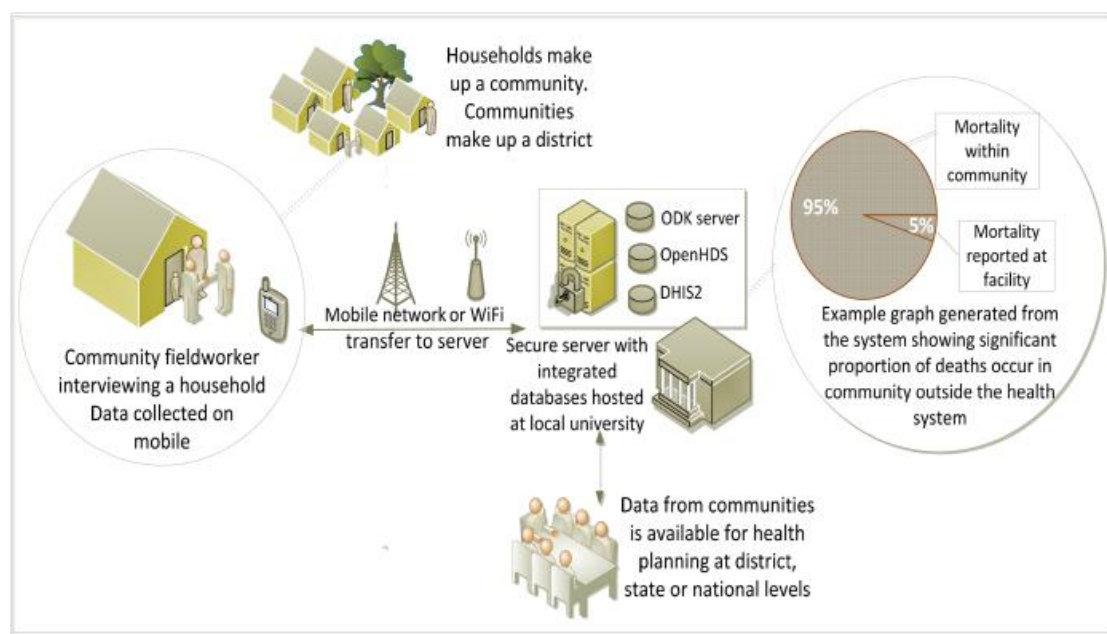 Households make
up a community.
Communities
make up a district
Community fieldworker
interviewing a household
Data collected on
mobile
Mobile network or WiFi
transfer to server
ODK server
OpenHDS
DHIS2
Secure server with
integrated
databases hosted
at local university
Data from communities
is available for health
planning at district,
state or national levels
95%
5%
Mortality
within
community
Mortality
reported at
facility
Example graph generated from
the system showing significant
proportion of deaths occur in
community outside the health
system